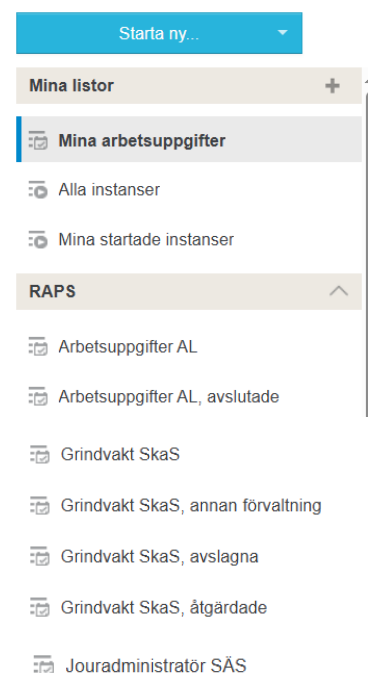 Starta ny...
Mina listor
Mina arbetsuppgifter
Alla instanser
Mina startade instanser
RAPS
Arbetsuppgifter AL
Arbetsuppgifter AL, avslutade
Grindvakt SkaS
Grindvakt SkaS, annan förvaltning
Grindvakt SkaS, avslagna
Grindvakt SkaS, åtgärdade
Jouradministratör SÄS